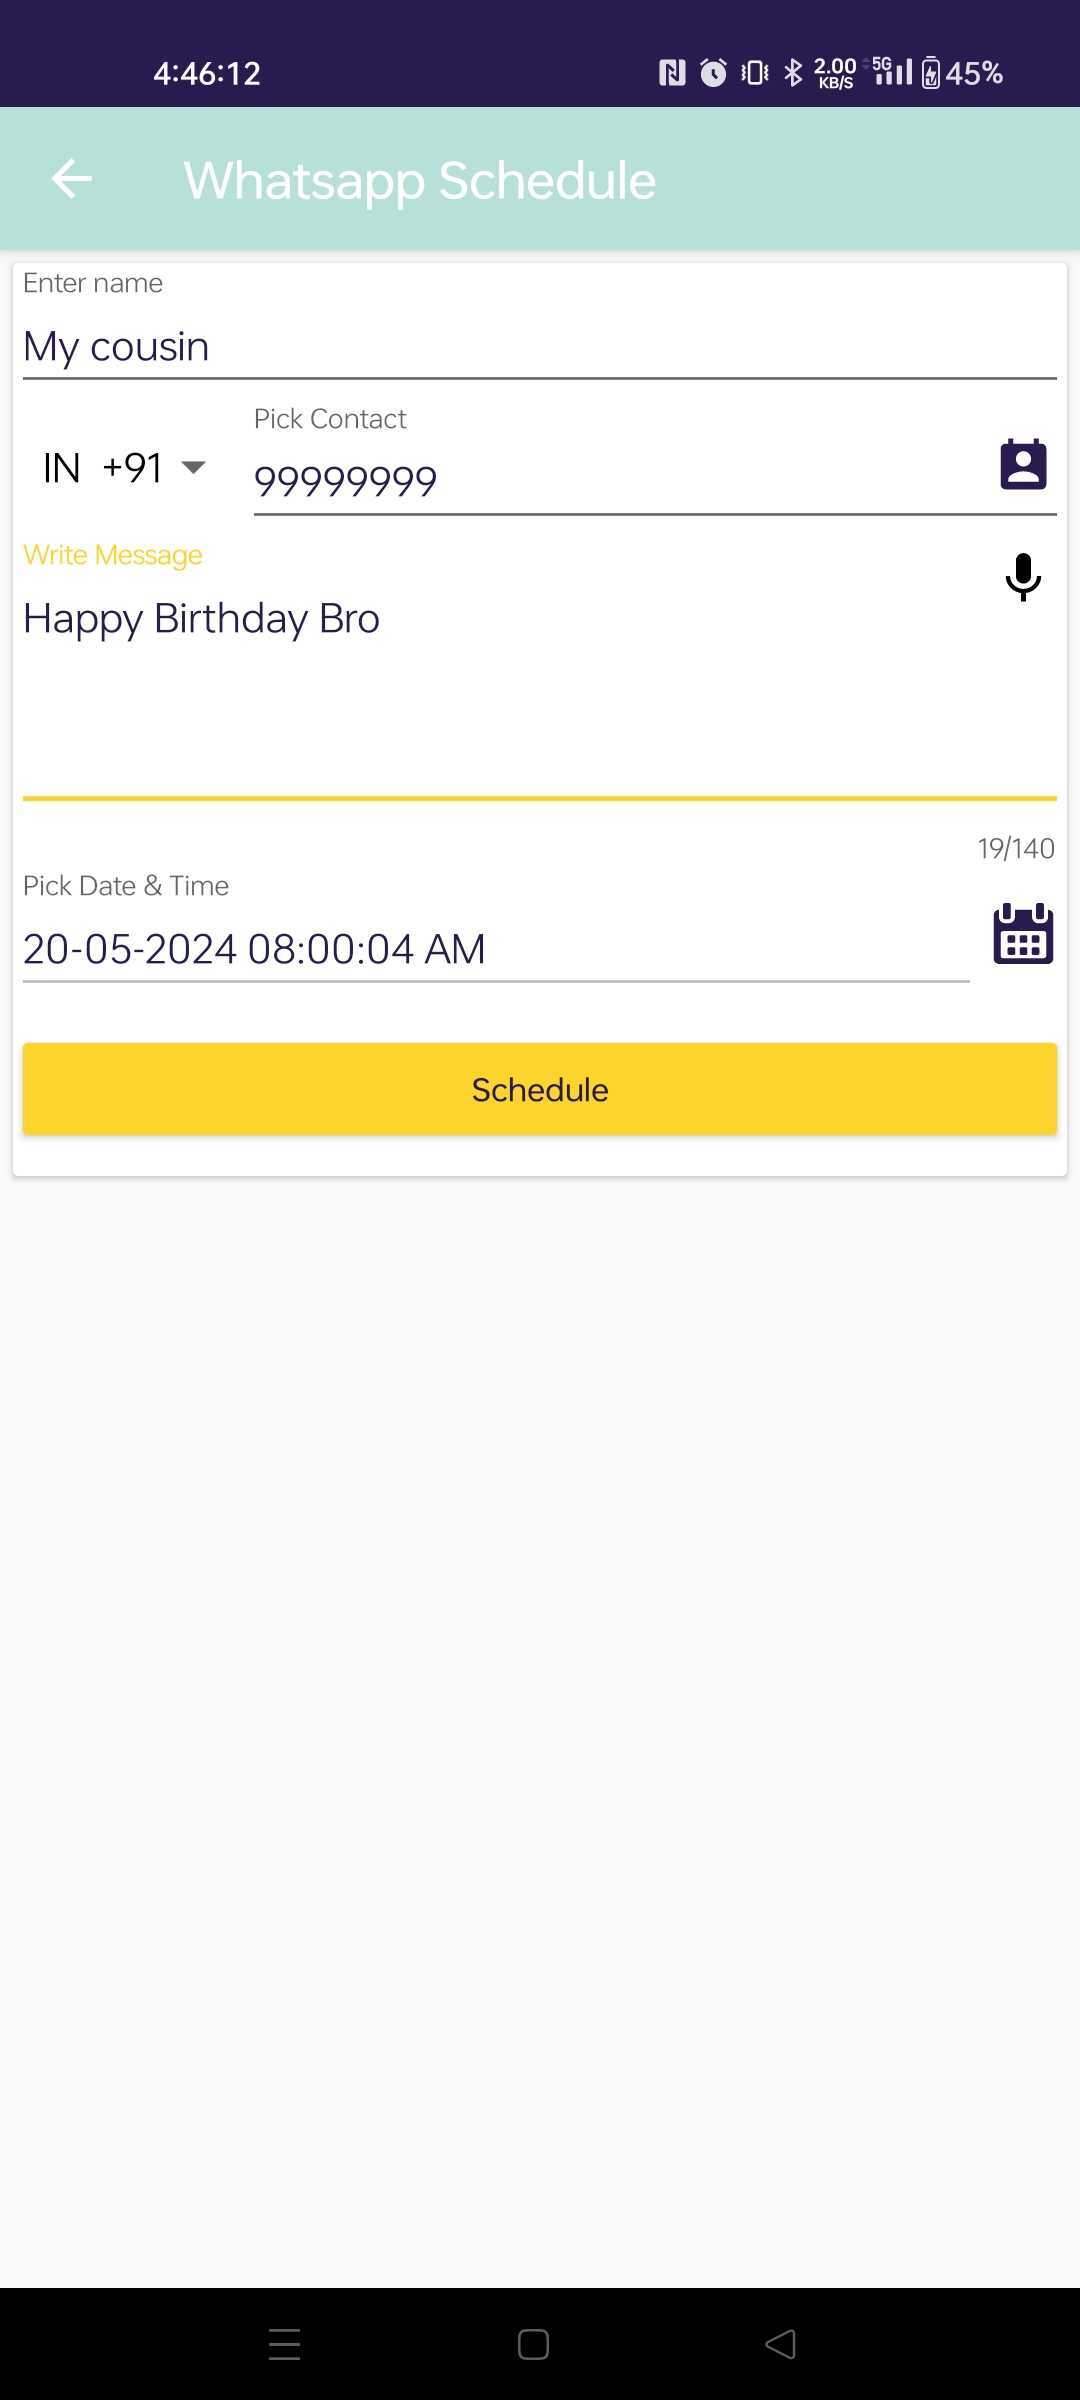 4:46:12
2.00 KB/S 5G 45%
Whatsapp Schedule
Enter name
My cousin
Pick Contact
IN +91 99999999
Write Message
Happy Birthday Bro
19/140
Pick Date & Time
20-05-2024 08:00:04 AM
Schedule